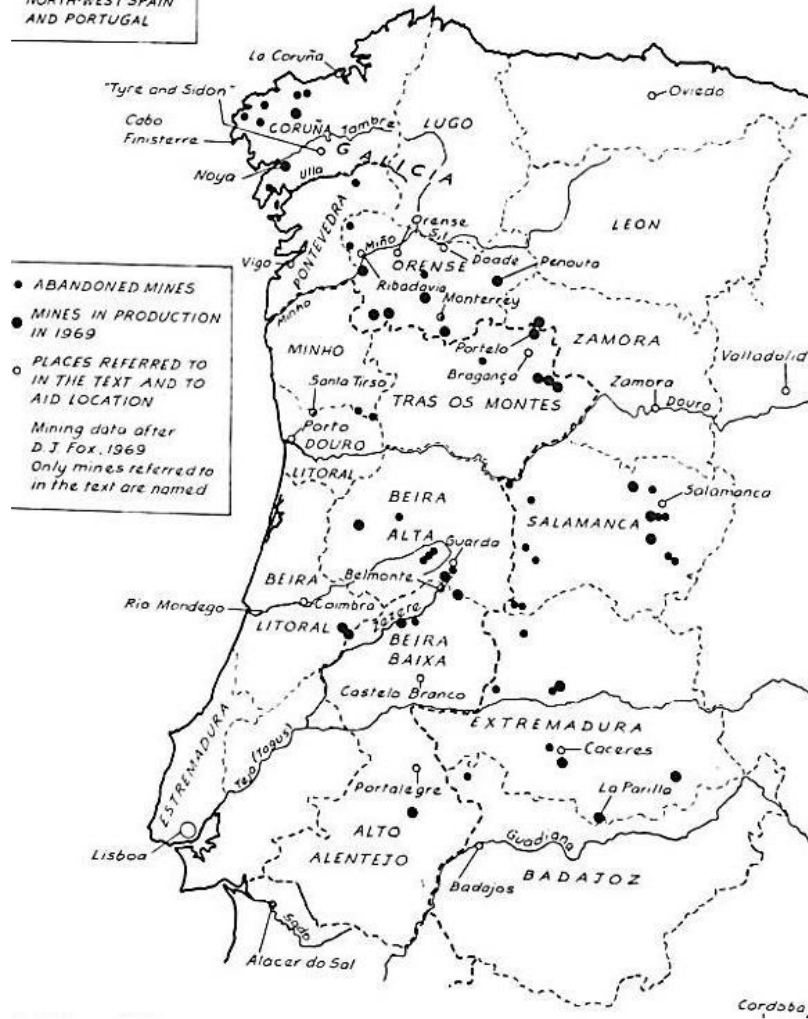 NORTH-WEST SPAIN
AND PORTUGAL
La Coruña
"Tyre and Sidon"
Oviedo
Cabo
Finisterre
CORUÑA
Tambre
LUGO
GALICIA
Noya
Ulla
PONTEVEDRA
LEON
Orense
Sil
Miño
Vigo
ORENSE
Doade
Penouta
Ribadavia
Monterrey
Minho
• ABANDONED MINES
● MINES IN PRODUCTION
IN 1969
○ PLACES REFERRED TO
IN THE TEXT AND TO
AID LOCATION
Mining data after
D.J. Fox, 1969
Only mines referred to
in the text are named
MINHO
Portelo
ZAMORA
Valladolid
Bragança
Santa Tirso
Zamora
TRAS OS MONTES
Douro
Porto
DOURO
LITORAL
BEIRA
ALTA
Salamanca
SALAMANCA
Guarda
BEIRA
Belmonte
Rio Mondego
Coimbra
LITORAL
Zezere
BEIRA
BAIXA
Castelo Branco
EXTREMADURA
ESTREMADURA
Tejo (Tagus)
Caceres
Portalegre
La Parilla
Lisboa
ALTO
ALENTEJO
Guadiana
Badajos
BADAJOZ
Sado
Alacer do Sal
Cordoba